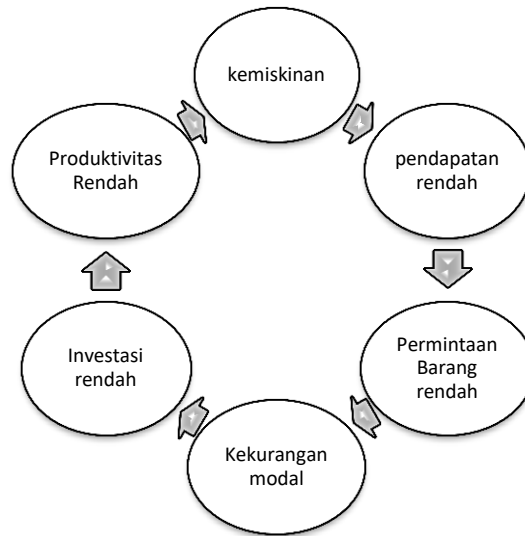 kemiskinan
pendapatan
rendah
Permintaan
Barang
rendah
Kekurangan
modal
Investasi
rendah
Produktivitas
Rendah